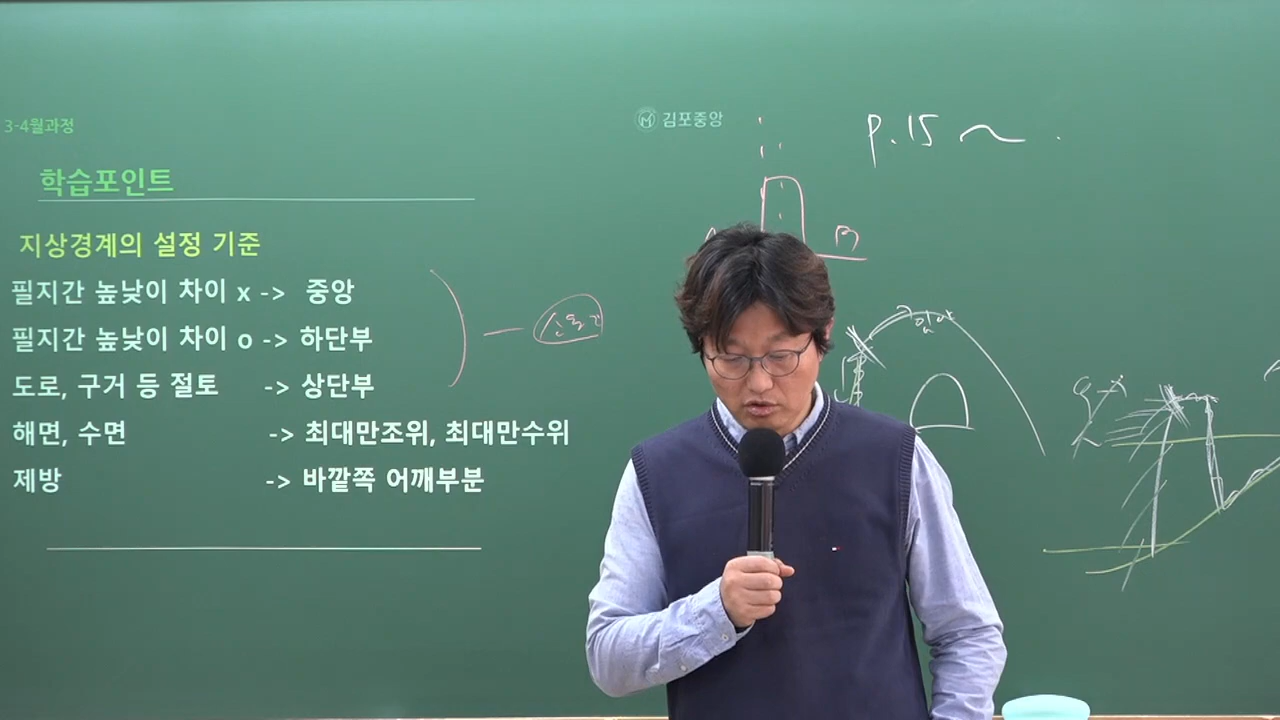 3-4월과정
김포중앙
P.15 ~
학습포인트
지상경계의 설정 기준
필지간 높낮이 차이 x -> 중앙
필지간 높낮이 차이 o -> 하단부
도로, 구거 등 절토 -> 상단부
해면, 수면 -> 최대만조위, 최대만수위
제방 -> 바깥쪽 어깨부분
B